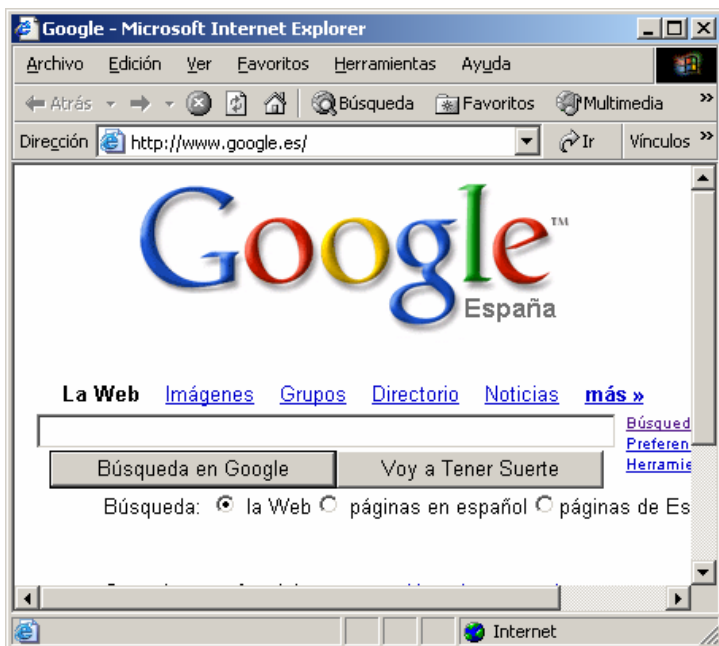 Google - Microsoft Internet Explorer
Archivo Edición Ver Favoritos Herramientas Ayuda
Atrás Búsqueda Favoritos Multimedia »
Dirección http://www.google.es/ Ir Vínculos »
Google™
España
La Web Imágenes Grupos Directorio Noticias más »
Búsqued
Preferen
Herramie
Búsqueda en Google Voy a Tener Suerte
Búsqueda: la Web páginas en español páginas de Es
Internet